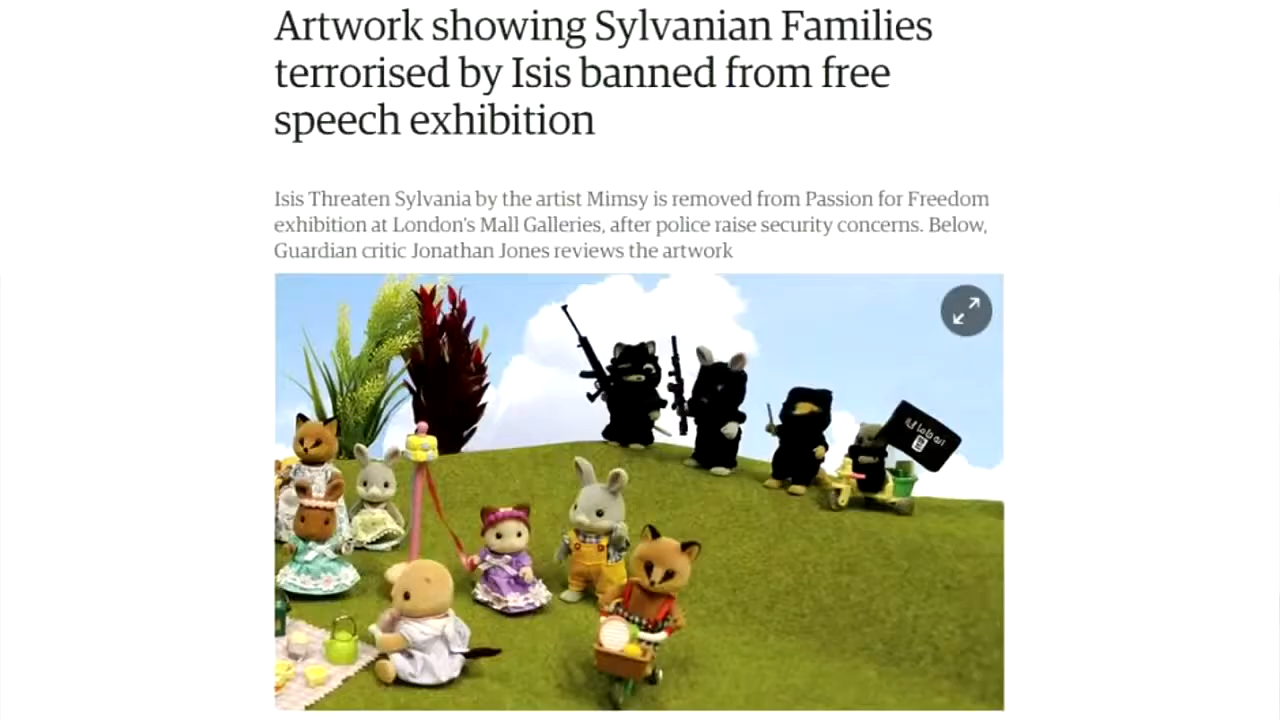 Artwork showing Sylvanian Families
terrorised by Isis banned from free
speech exhibition
Isis Threaten Sylvania by the artist Mimsy is removed from Passion for Freedom
exhibition at London's Mall Galleries, after police raise security concerns. Below,
Guardian critic Jonathan Jones reviews the artwork